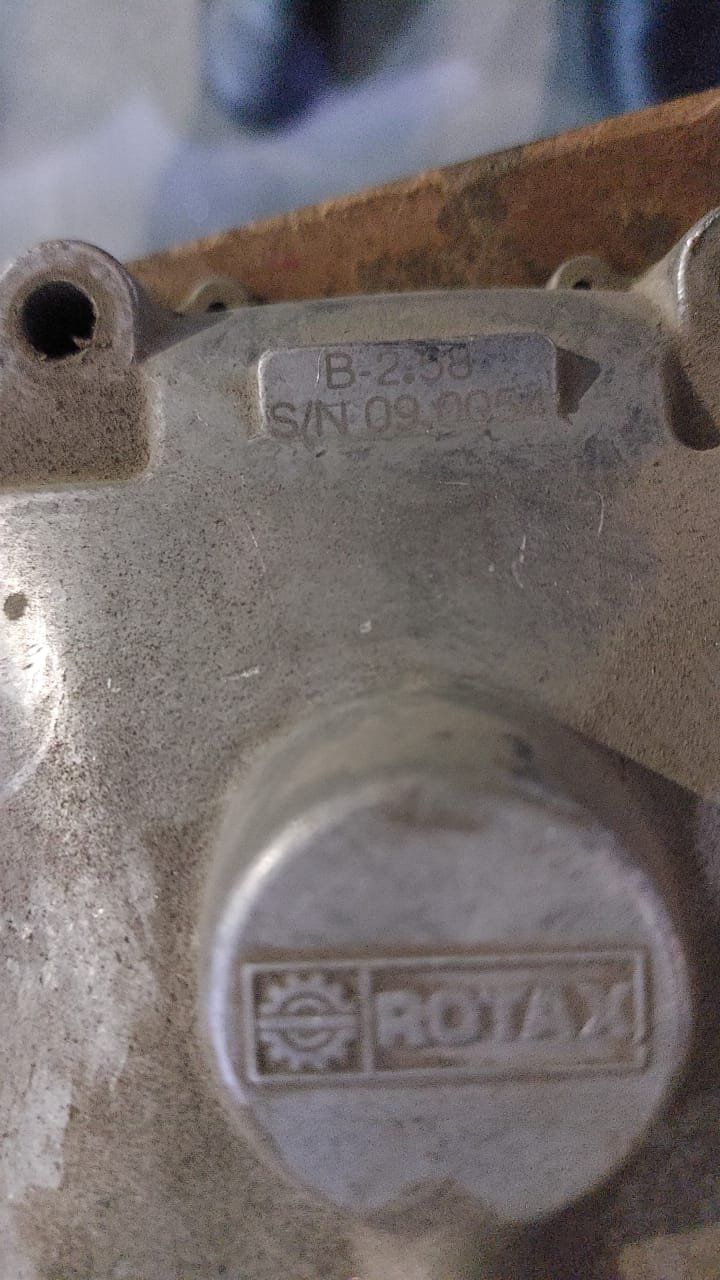 B-2.58
S/N 09.0054
ROTAX